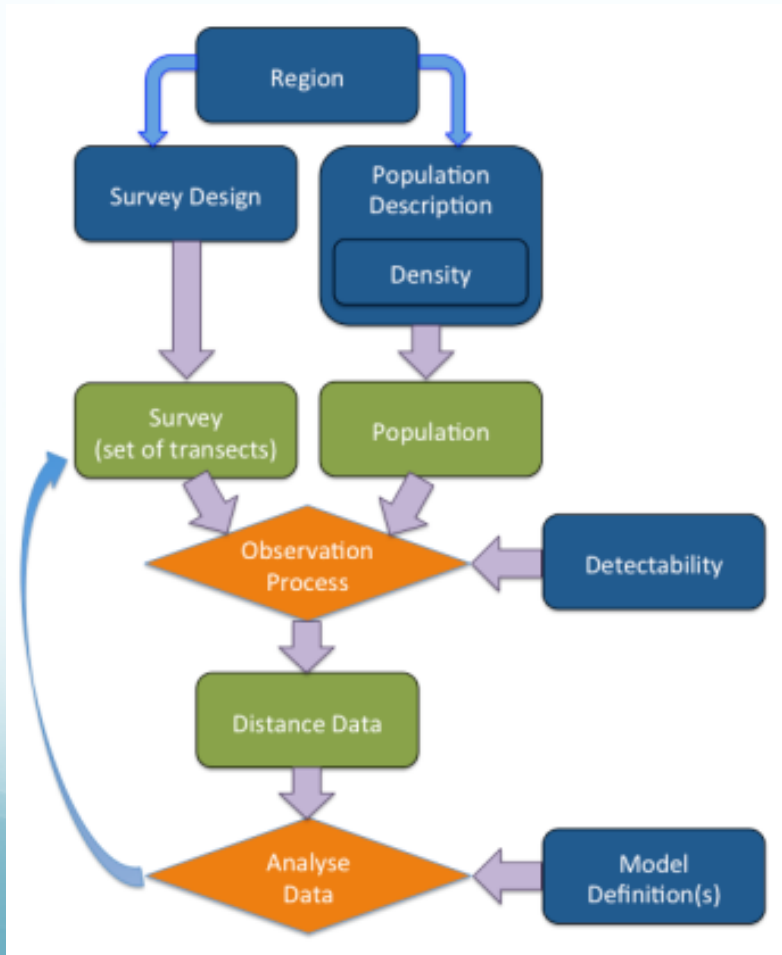 Region
Survey Design
Population
Description
Density
Survey
(set of transects)
Population
Observation
Process
Detectability
Distance Data
Analyse
Data
Model
Definition(s)